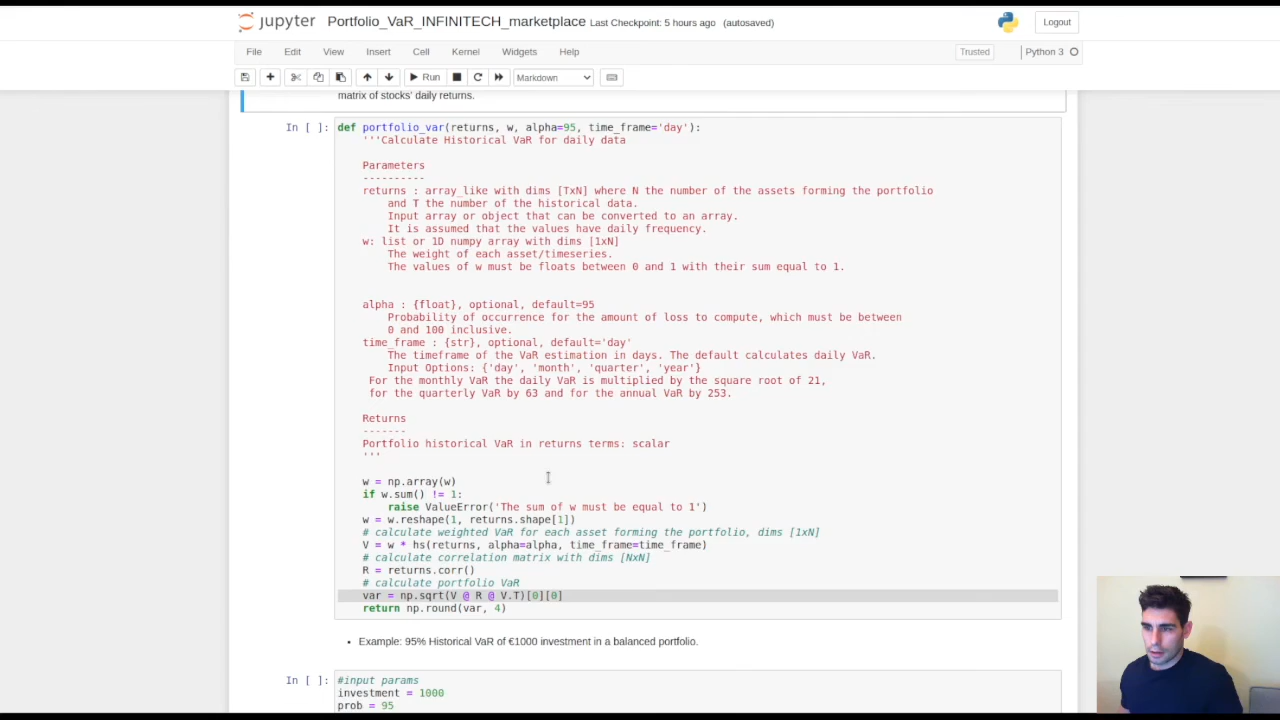 jupyter Portfolio_VaR_INFINITECH_marketplace Last Checkpoint: 5 hours ago (autosaved) Logout
File Edit View Insert Cell Kernel Widgets Help Trusted Python 3
Run Markdown
matrix of stocks' daily returns.
In [ ]: def portfolio_var(returns, w, alpha=95, time_frame='day'):
'''Calculate Historical VaR for daily data
Parameters
----------
returns : array_like with dims [TxN] where N the number of the assets forming the portfolio
and T the number of the historical data.
Input array or object that can be converted to an array.
It is assumed that the values have daily frequency.
w: list or 1D numpy array with dims [1xN]
The weight of each asset/timeseries.
The values of w must be floats between 0 and 1 with their sum equal to 1.
alpha : {float}, optional, default=95
Probability of occurrence for the amount of loss to compute, which must be between
0 and 100 inclusive.
time_frame : {str}, optional, default='day'
The timeframe of the VaR estimation in days. The default calculates daily VaR.
Input Options: {'day', 'month', 'quarter', 'year'}
For the monthly VaR the daily VaR is multiplied by the square root of 21,
for the quarterly VaR by 63 and for the annual VaR by 253.
Returns
-------
Portfolio historical VaR in returns terms: scalar
'''
w = np.array(w)
if w.sum() != 1:
raise ValueError('The sum of w must be equal to 1')
w = w.reshape(1, returns.shape[1])
# calculate weighted VaR for each asset forming the portfolio, dims [1xN]
V = w * hs(returns, alpha=alpha, time_frame=time_frame)
# calculate correlation matrix with dims [NxN]
R = returns.corr()
# calculate portfolio VaR
var = np.sqrt(V @ R @ V.T)[0][0]
return np.round(var, 4)
• Example: 95% Historical VaR of €1000 investment in a balanced portfolio.
In [ ]: #input params
investment = 1000
prob = 95